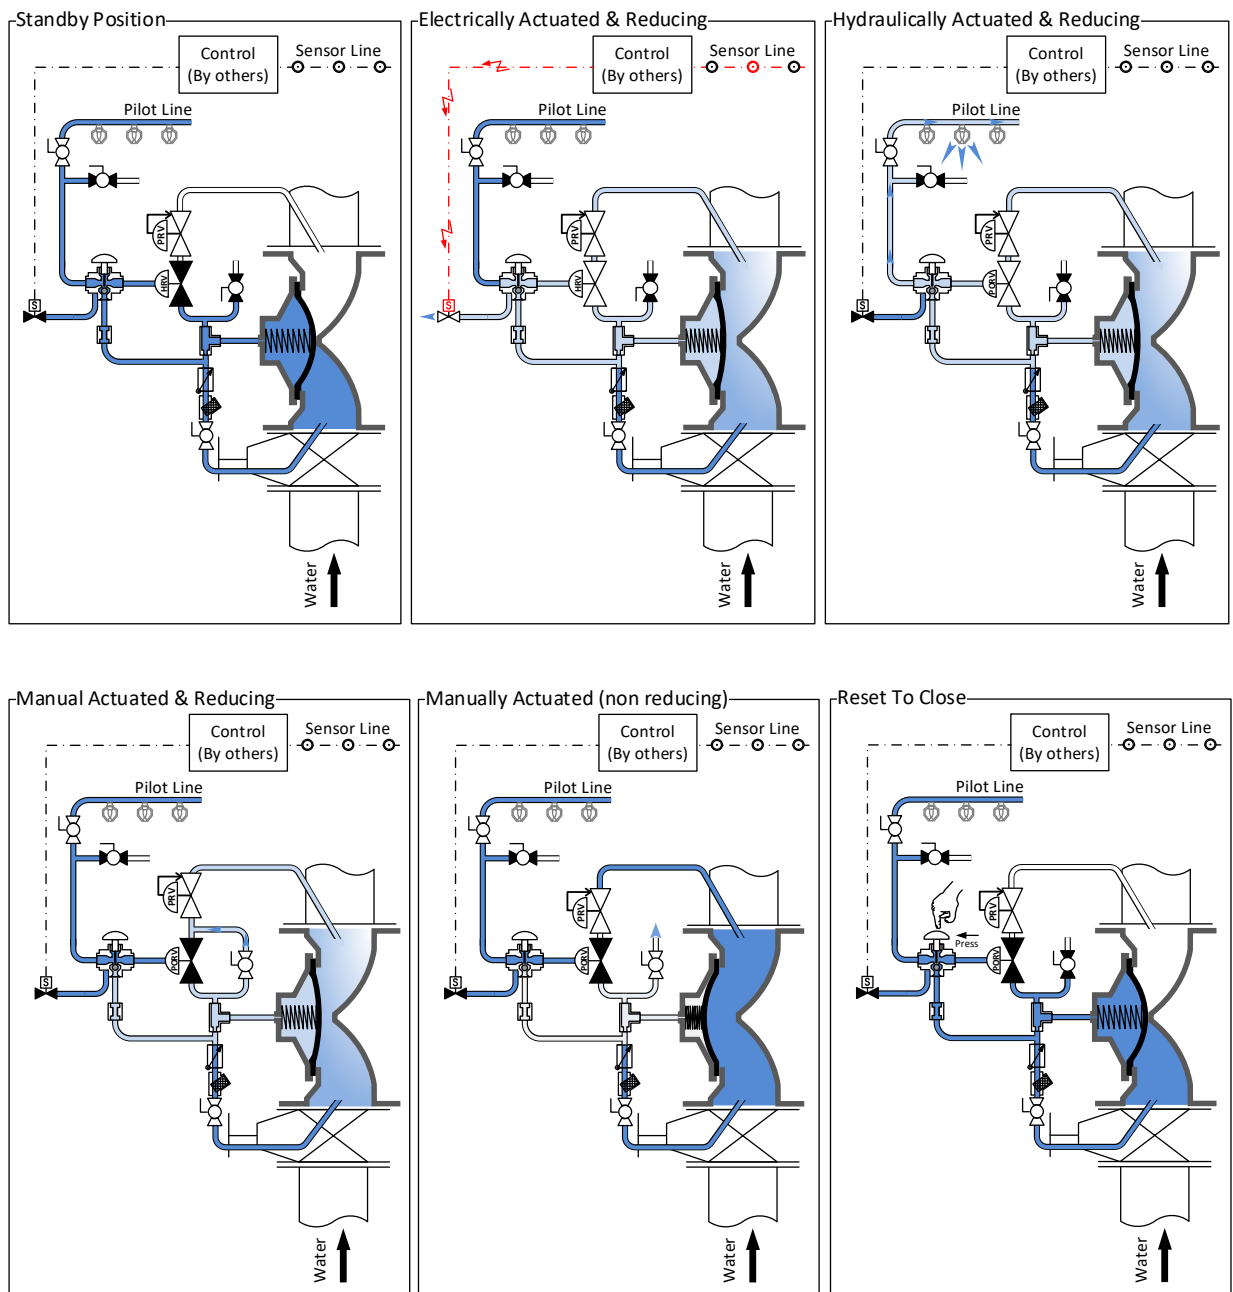 Standby Position
Control
(By others)
Sensor Line
Pilot Line
PRV
HRV
S
Water
Electrically Actuated & Reducing
Control
(By others)
Sensor Line
Pilot Line
PRV
HRV
S
Water
Hydraulically Actuated & Reducing
Control
(By others)
Sensor Line
Pilot Line
PRV
PORV
S
Water
Manual Actuated & Reducing
Control
(By others)
Sensor Line
Pilot Line
PRV
PORV
S
Water
Manually Actuated (non reducing)
Control
(By others)
Sensor Line
Pilot Line
PRV
PORV
S
Water
Reset To Close
Control
(By others)
Sensor Line
Pilot Line
PRV
Press
PORV
S
Water